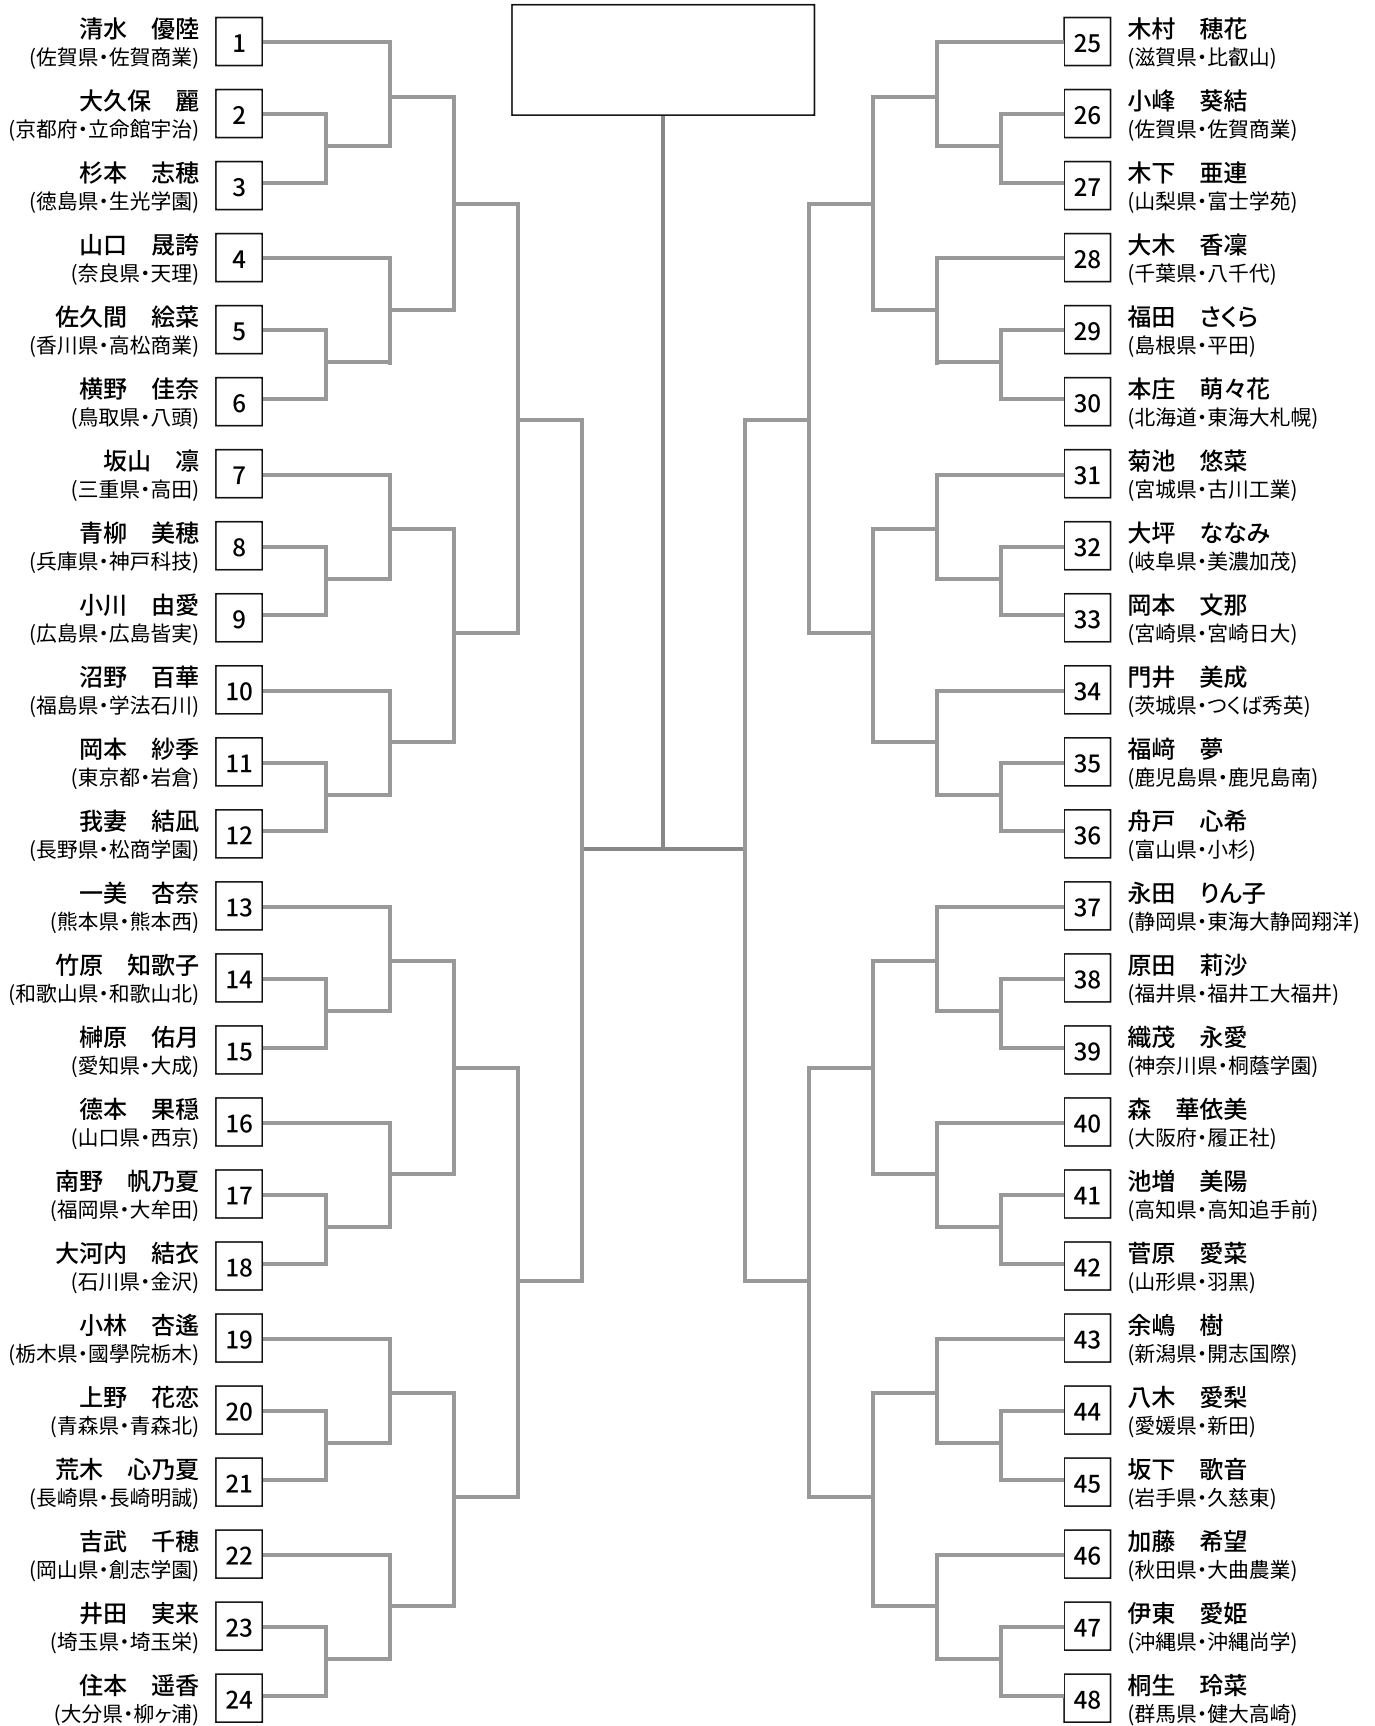 清水　優陸
(佐賀県・佐賀商業)
1
大久保　麗
(京都府・立命館宇治)
2
杉本　志穂
(徳島県・生光学園)
3
山口　晟誇
(奈良県・天理)
4
佐久間　絵菜
(香川県・高松商業)
5
横野　佳奈
(鳥取県・八頭)
6
坂山　凛
(三重県・高田)
7
青柳　美穂
(兵庫県・神戸科技)
8
小川　由愛
(広島県・広島皆実)
9
沼野　百華
(福島県・学法石川)
10
岡本　紗季
(東京都・岩倉)
11
我妻　結凪
(長野県・松商学園)
12
一美　杏奈
(熊本県・熊本西)
13
竹原　知歌子
(和歌山県・和歌山北)
14
榊原　佑月
(愛知県・大成)
15
德本　果穏
(山口県・西京)
16
南野　帆乃夏
(福岡県・大牟田)
17
大河内　結衣
(石川県・金沢)
18
小林　杏遙
(栃木県・國學院栃木)
19
上野　花恋
(青森県・青森北)
20
荒木　心乃夏
(長崎県・長崎明誠)
21
吉武　千穂
(岡山県・創志学園)
22
井田　実来
(埼玉県・埼玉栄)
23
住本　遥香
(大分県・柳ヶ浦)
24
25
木村　穂花
(滋賀県・比叡山)
26
小峰　葵結
(佐賀県・佐賀商業)
27
木下　亜連
(山梨県・富士学苑)
28
大木　香凜
(千葉県・八千代)
29
福田　さくら
(島根県・平田)
30
本庄　萌々花
(北海道・東海大札幌)
31
菊池　悠菜
(宮城県・古川工業)
32
大坪　ななみ
(岐阜県・美濃加茂)
33
岡本　文那
(宮崎県・宮崎日大)
34
門井　美成
(茨城県・つくば秀英)
35
福﨑　夢
(鹿児島県・鹿児島南)
36
舟戸　心希
(富山県・小杉)
37
永田　りん子
(静岡県・東海大静岡翔洋)
38
原田　莉沙
(福井県・福井工大福井)
39
織茂　永愛
(神奈川県・桐蔭学園)
40
森　華依美
(大阪府・履正社)
41
池増　美陽
(高知県・高知追手前)
42
菅原　愛菜
(山形県・羽黒)
43
余嶋　樹
(新潟県・開志国際)
44
八木　愛梨
(愛媛県・新田)
45
坂下　歌音
(岩手県・久慈東)
46
加藤　希望
(秋田県・大曲農業)
47
伊東　愛姫
(沖縄県・沖縄尚学)
48
桐生　玲菜
(群馬県・健大高崎)